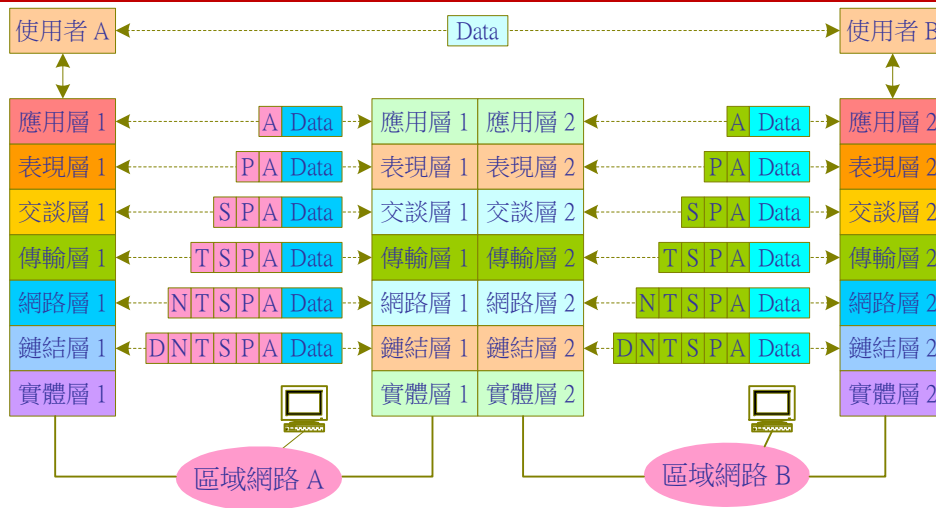 使用者 A Data 使用者 B
應用層 1 A Data 應用層 1 應用層 2 A Data 應用層 2
表現層 1 P A Data 表現層 1 表現層 2 P A Data 表現層 2
交談層 1 S P A Data 交談層 1 交談層 2 S P A Data 交談層 2
傳輸層 1 T S P A Data 傳輸層 1 傳輸層 2 T S P A Data 傳輸層 2
網路層 1 N T S P A Data 網路層 1 網路層 2 N T S P A Data 網路層 2
鏈結層 1 D N T S P A Data 鏈結層 1 鏈結層 2 D N T S P A Data 鏈結層 2
實體層 1 實體層 1 實體層 2 實體層 2
區域網路 A 區域網路 B